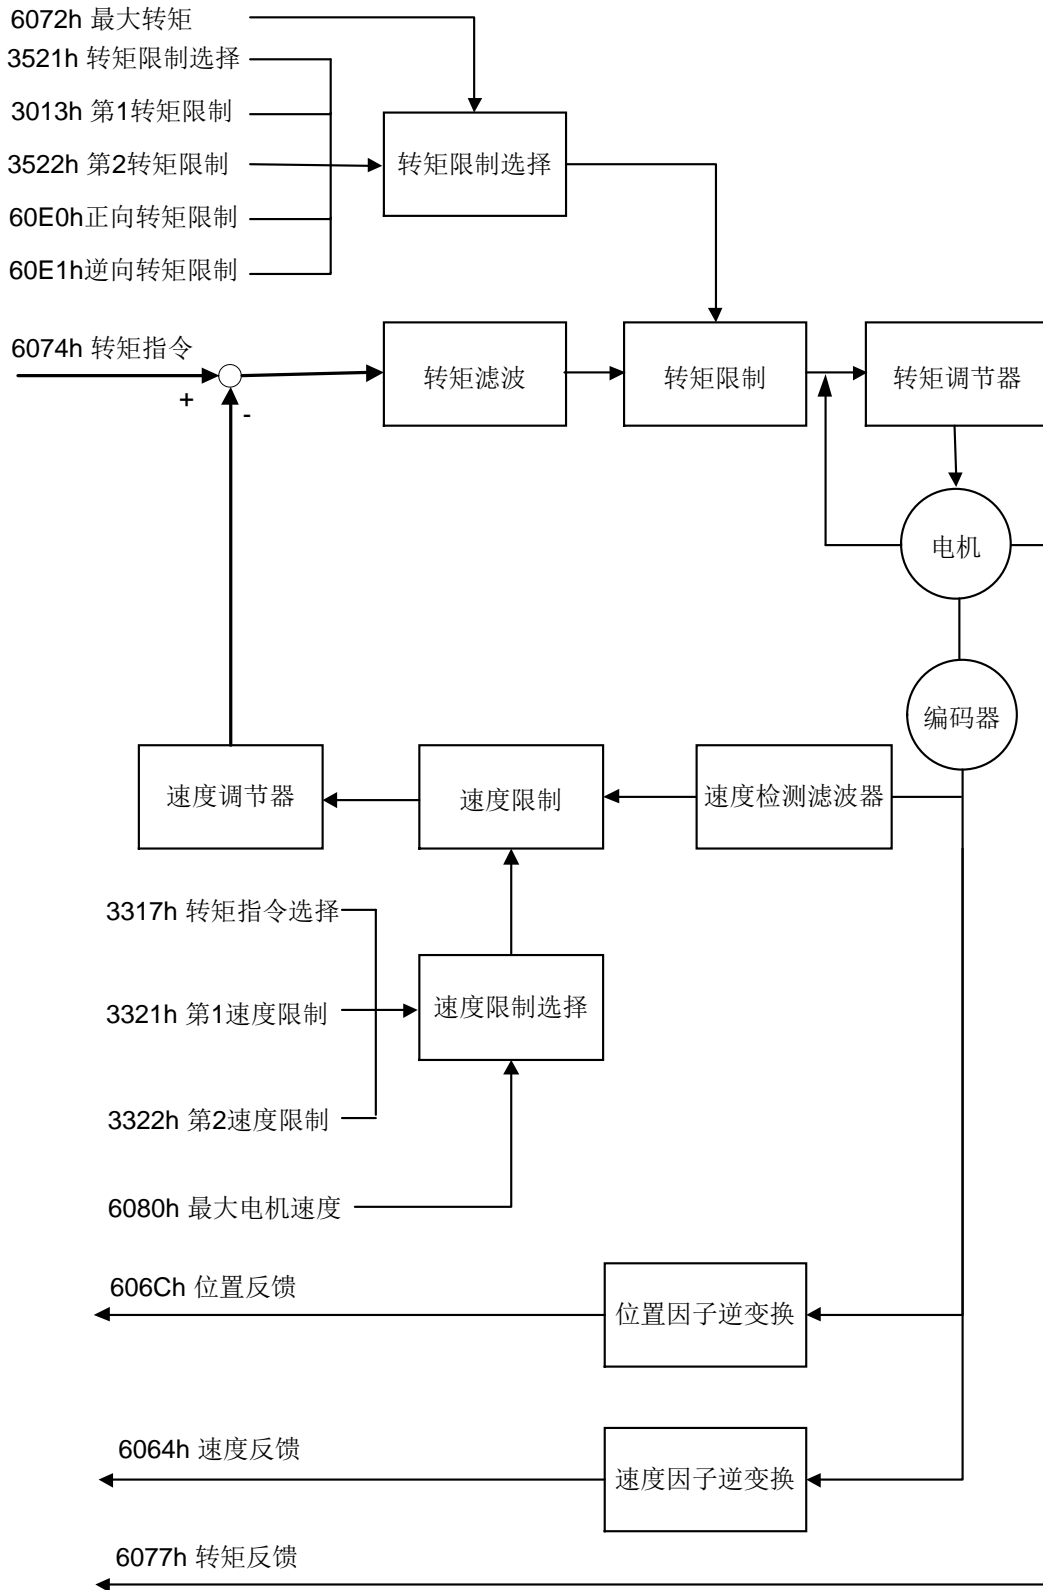 6072h 最大转矩
3521h 转矩限制选择
3013h 第1转矩限制
3522h 第2转矩限制
60E0h正向转矩限制
60E1h逆向转矩限制
转矩限制选择
6074h 转矩指令
+
-
转矩滤波
转矩限制
转矩调节器
电机
编码器
速度调节器
速度限制
速度检测滤波器
3317h 转矩指令选择
3321h 第1速度限制
3322h 第2速度限制
速度限制选择
6080h 最大电机速度
606Ch 位置反馈
位置因子逆变换
6064h 速度反馈
速度因子逆变换
6077h 转矩反馈